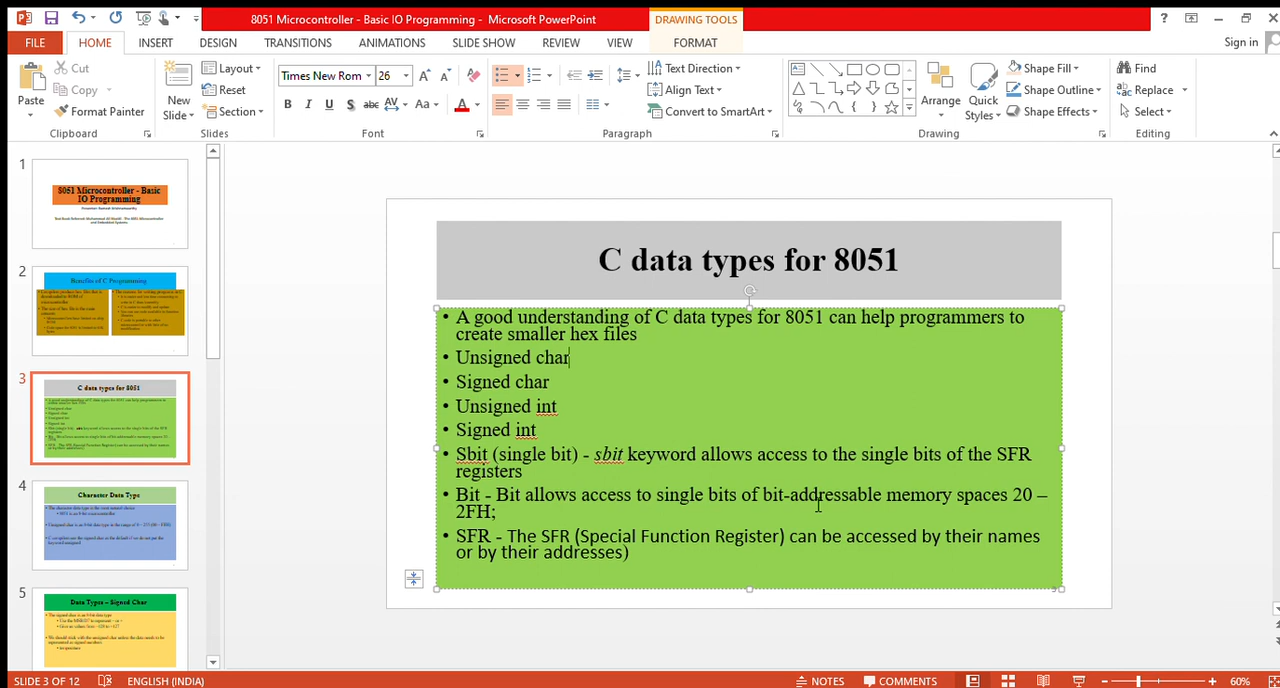 8051 Microcontroller - Basic IO Programming - Microsoft PowerPoint
DRAWING TOOLS
FILE HOME INSERT DESIGN TRANSITIONS ANIMATIONS SLIDE SHOW REVIEW VIEW FORMAT
Sign in
Paste
Cut
Copy
Format Painter
Clipboard
New Slide
Layout
Reset
Section
Slides
Times New Rom 26
B I U S abc AV Aa A
Font
Text Direction
Align Text
Convert to SmartArt
Paragraph
Arrange
Quick Styles
Shape Fill
Shape Outline
Shape Effects
Drawing
Find
Replace
Select
Editing
1
8051 Microcontroller - Basic
IO Programming
2
Benefits of C Programming
3
C data types for 8051
4
Character Data Type
5
Data Types – Signed Char
C data types for 8051
• A good understanding of C data types for 8051 can help programmers to
create smaller hex files
• Unsigned char
• Signed char
• Unsigned int
• Signed int
• Sbit (single bit) - sbit keyword allows access to the single bits of the SFR
registers
• Bit - Bit allows access to single bits of bit-addressable memory spaces 20 –
2FH;
• SFR - The SFR (Special Function Register) can be accessed by their names
or by their addresses)
SLIDE 3 OF 12 ENGLISH (INDIA) NOTES COMMENTS 60%